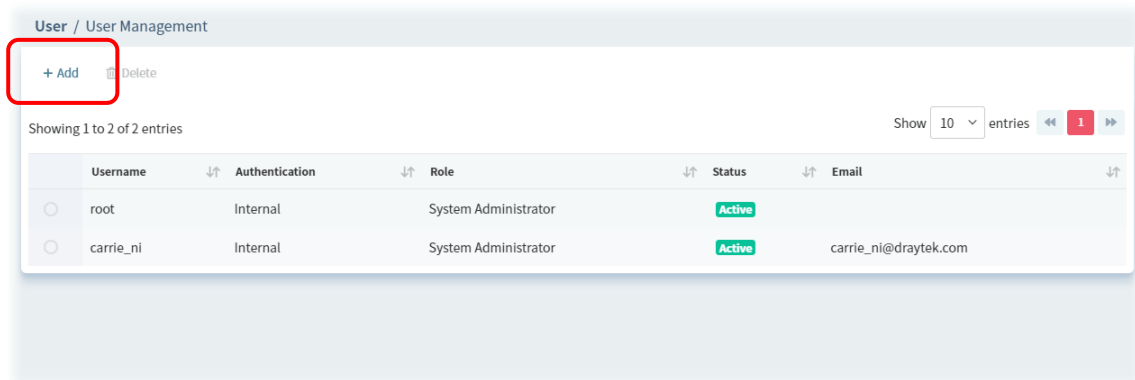 User / User Management
+ Add Delete
Showing 1 to 2 of 2 entries
Show 10 entries 1
Username Authentication Role Status Email
root Internal System Administrator Active
carrie_ni Internal System Administrator Active carrie_ni@draytek.com